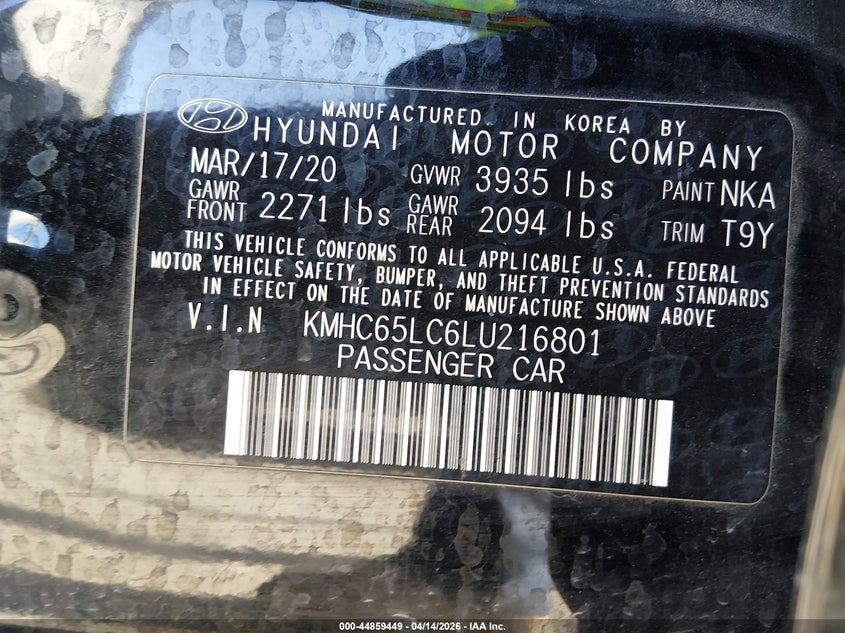 MANUFACTURED IN KOREA BY
HYUNDAI MOTOR COMPANY
MAR/17/20 GVWR 3935 lbs PAINT NKA
GAWR FRONT 2271 lbs GAWR REAR 2094 lbs TRIM T9Y
THIS VEHICLE CONFORMS TO ALL APPLICABLE U.S.A. FEDERAL
MOTOR VEHICLE SAFETY, BUMPER, AND THEFT PREVENTION STANDARDS
IN EFFECT ON THE DATE OF MANUFACTURE SHOWN ABOVE
V.I.N KMHC65LC6LU216801
PASSENGER CAR
000-44859449 - 04/14/2026 - IAA Inc.